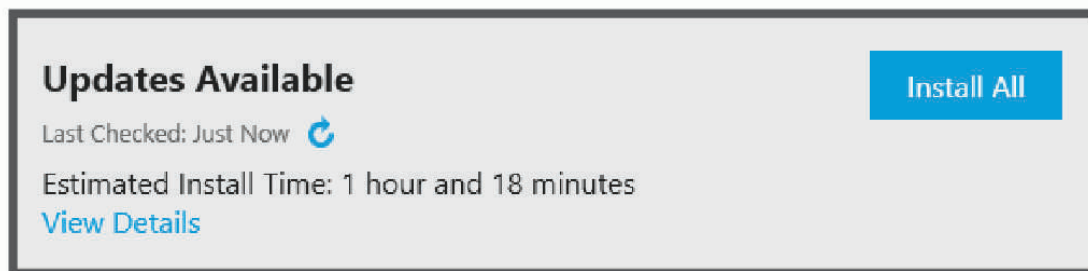 Updates Available
Install All
Last Checked: Just Now
Estimated Install Time: 1 hour and 18 minutes
View Details